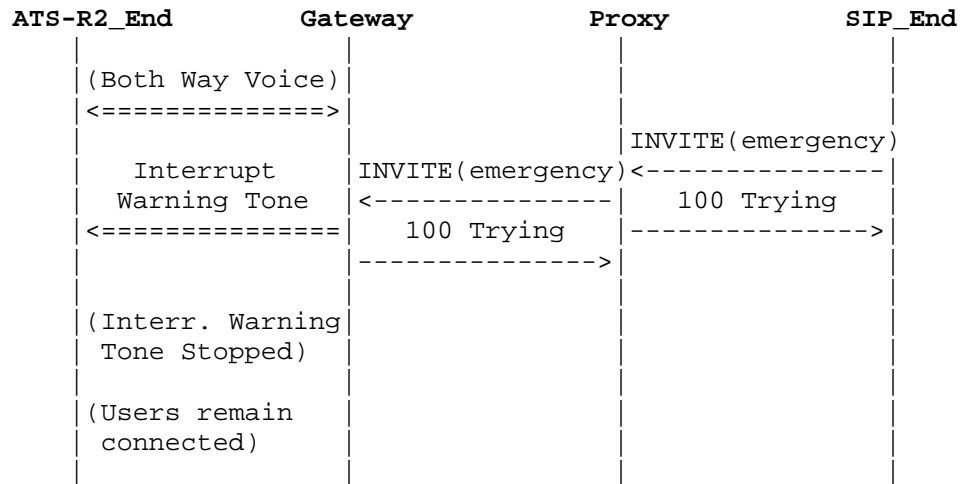 ATS-R2_End Gateway Proxy SIP_End
(Both Way Voice)
<==============>
INVITE(emergency)
Interrupt INVITE(emergency)<---------------
Warning Tone <--------------- 100 Trying
<=============== 100 Trying --------------->
--------------->
(Interr. Warning
Tone Stopped)
(Users remain
connected)